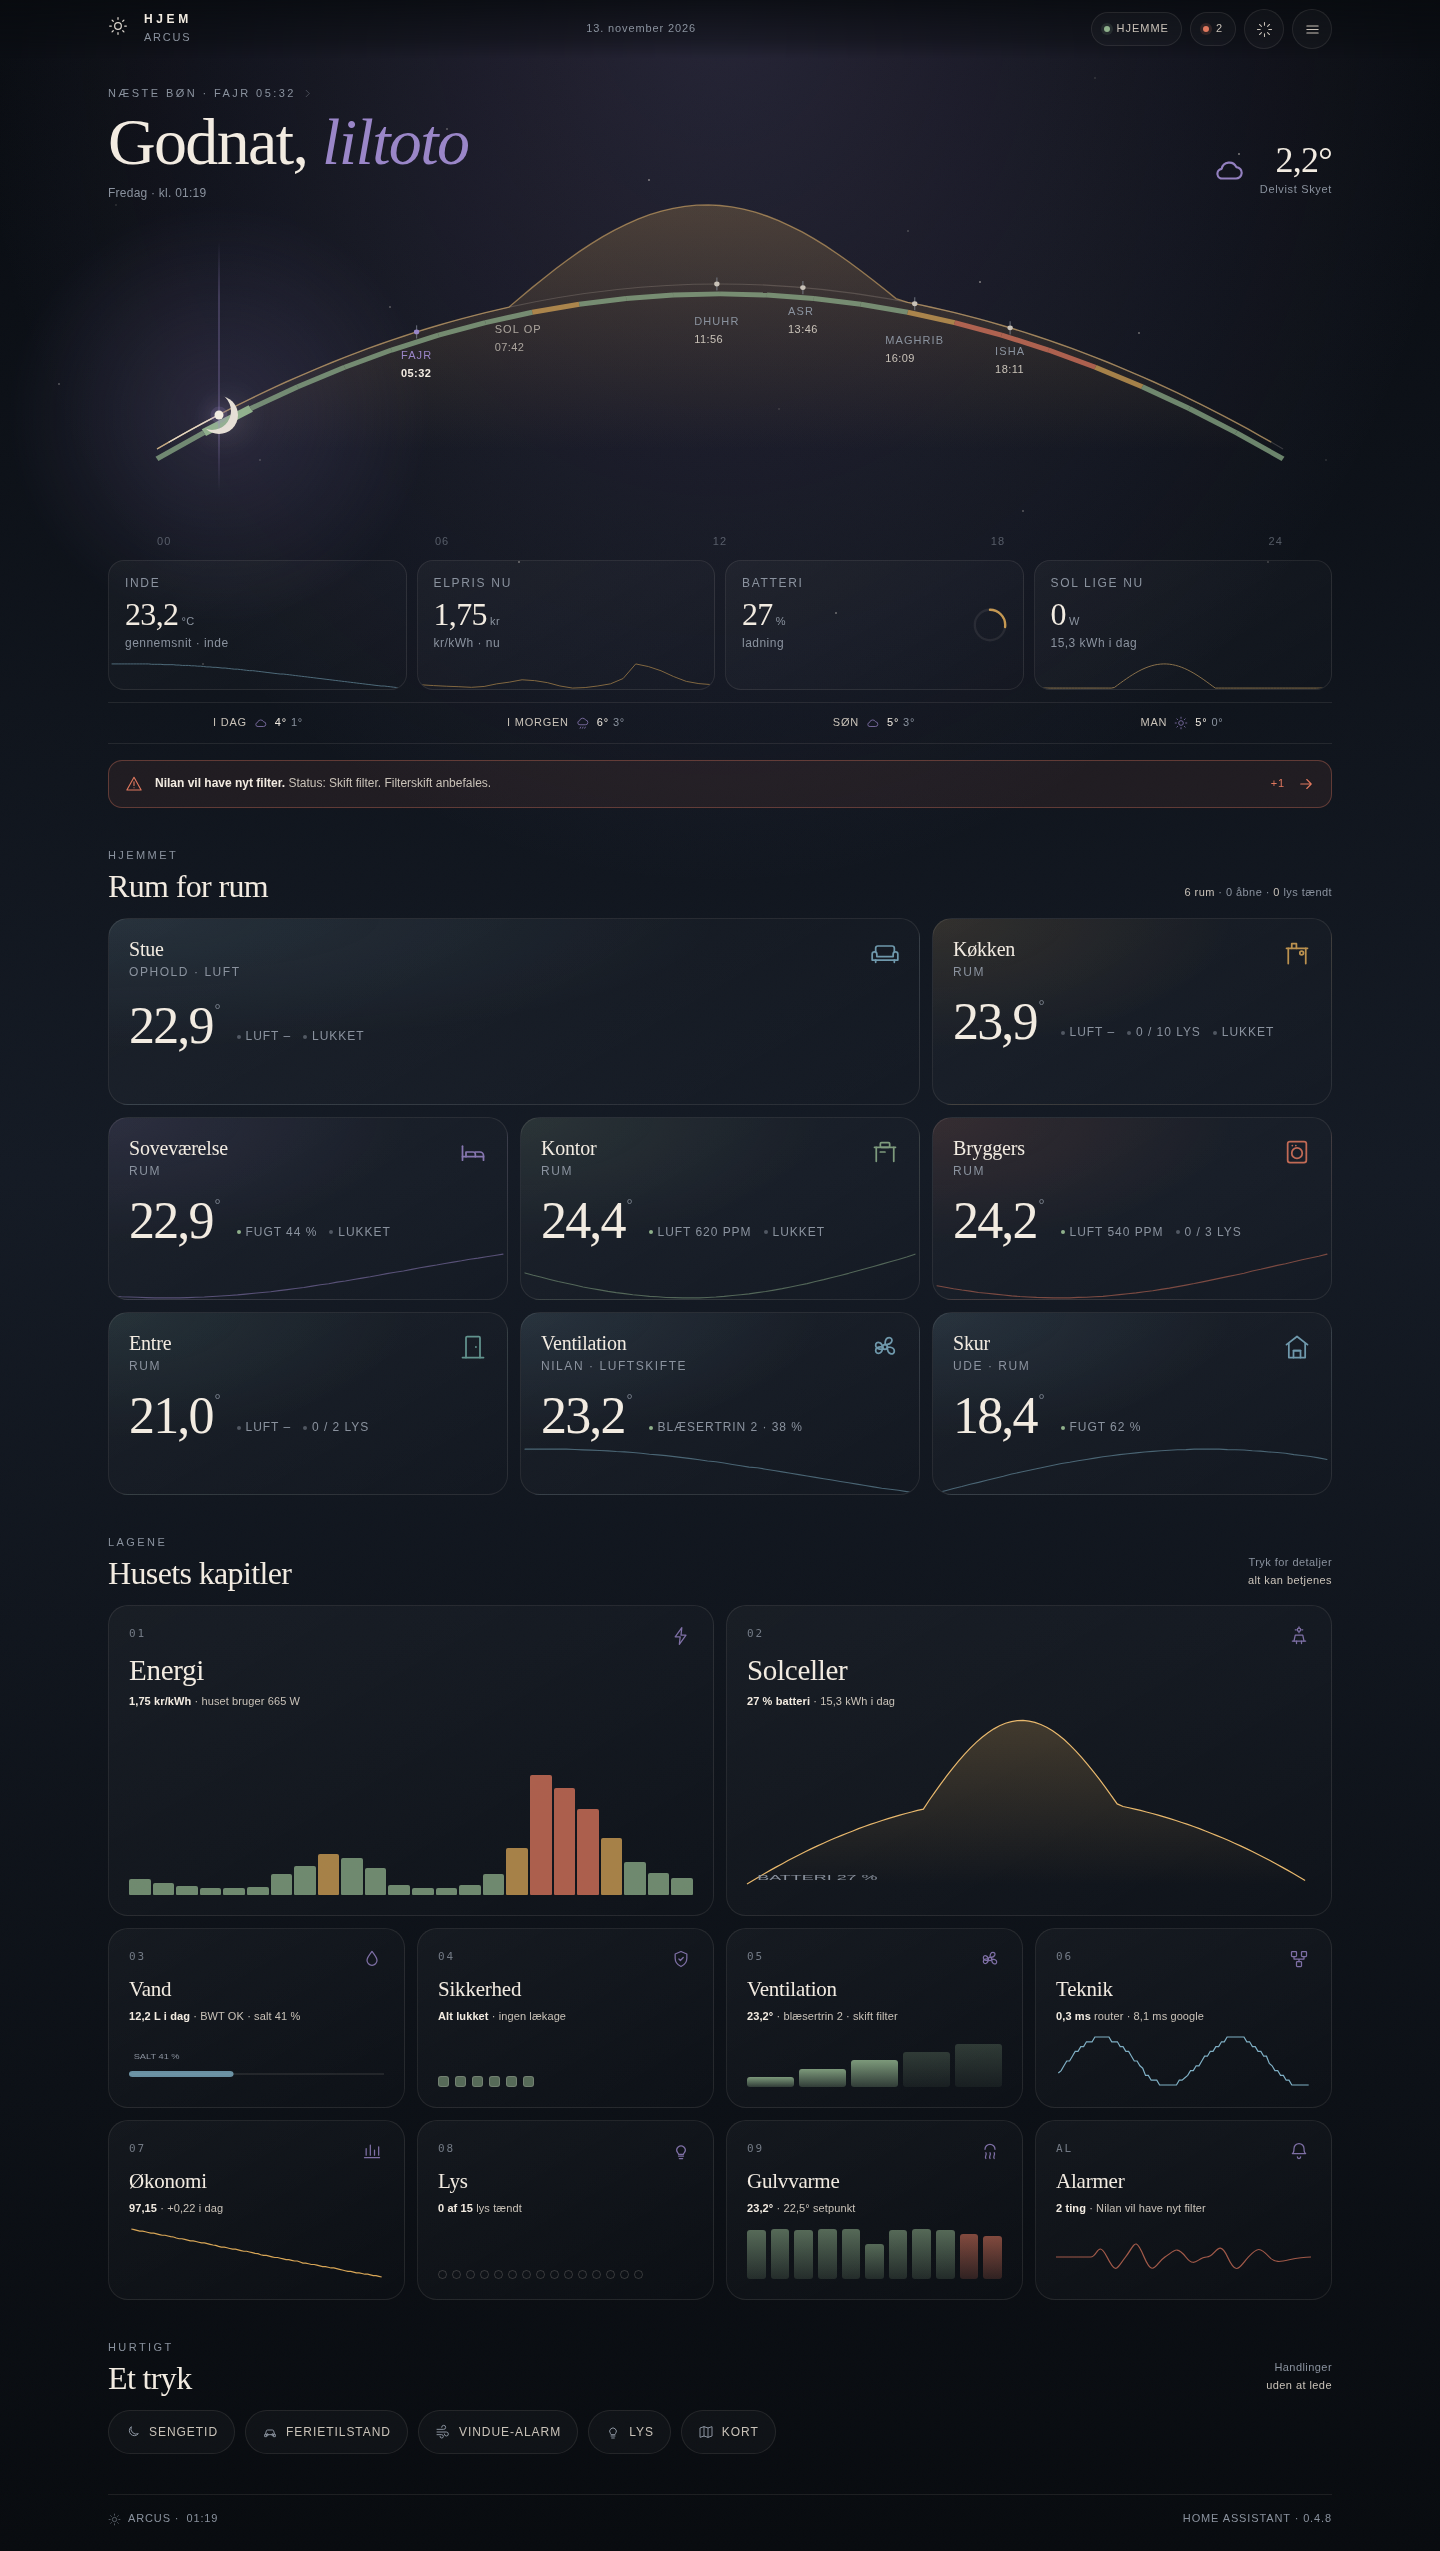 HJEM
ARCUS
13. november 2026
HJEMME
2
NÆSTE BØN · FAJR 05:32
Godnat, liltoto
Fredag · kl. 01:19
2,2°
Delvist Skyet
FAJR
05:32
SOL OP
07:42
DHUHR
11:56
ASR
13:46
MAGHRIB
16:09
ISHA
18:11
00 06 12 18 24
INDE
23,2 °C
gennemsnit · inde
ELPRIS NU
1,75 kr
kr/kWh · nu
BATTERI
27 %
ladning
SOL LIGE NU
0 W
15,3 kWh i dag
I DAG 4° 1°
I MORGEN 6° 3°
SØN 5° 3°
MAN 5° 0°
Nilan vil have nyt filter. Status: Skift filter. Filterskift anbefales.
+1
HJEMMET
Rum for rum
6 rum · 0 åbne · 0 lys tændt
Stue
OPHOLD · LUFT
22,9°
LUFT – LUKKET
Køkken
RUM
23,9°
LUFT – 0 / 10 LYS LUKKET
Soveværelse
RUM
22,9°
FUGT 44 % LUKKET
Kontor
RUM
24,4°
LUFT 620 PPM LUKKET
Bryggers
RUM
24,2°
LUFT 540 PPM 0 / 3 LYS
Entre
RUM
21,0°
LUFT – 0 / 2 LYS
Ventilation
NILAN · LUFTSKIFTE
23,2°
BLÆSERTRIN 2 · 38 %
Skur
UDE · RUM
18,4°
FUGT 62 %
LAGENE
Husets kapitler
Tryk for detaljer
alt kan betjenes
01
Energi
1,75 kr/kWh · huset bruger 665 W
02
Solceller
27 % batteri · 15,3 kWh i dag
BATTERI 27 %
03
Vand
12,2 L i dag · BWT OK · salt 41 %
SALT 41 %
04
Sikkerhed
Alt lukket · ingen lækage
05
Ventilation
23,2° · blæsertrin 2 · skift filter
06
Teknik
0,3 ms router · 8,1 ms google
07
Økonomi
97,15 · +0,22 i dag
08
Lys
0 af 15 lys tændt
09
Gulvvarme
23,2° · 22,5° setpunkt
AL
Alarmer
2 ting · Nilan vil have nyt filter
HURTIGT
Et tryk
Handlinger
uden at lede
SENGETID
FERIETILSTAND
VINDUE-ALARM
LYS
KORT
ARCUS · 01:19
HOME ASSISTANT · 0.4.8